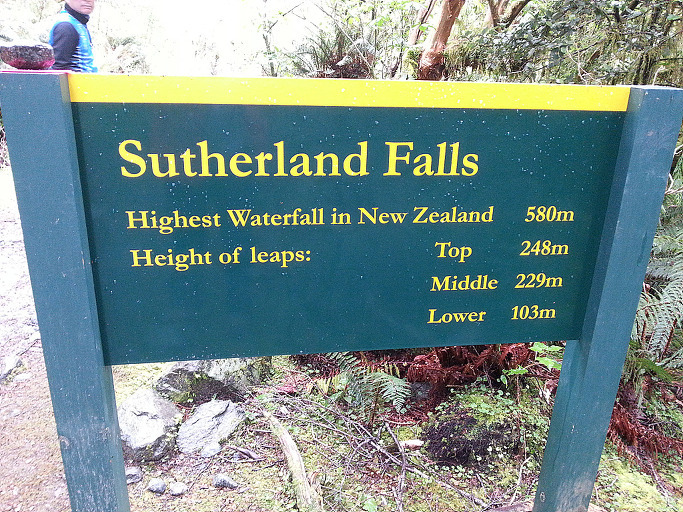 Sutherland Falls
Highest Waterfall in New Zealand 580m
Height of leaps: Top 248m
Middle 229m
Lower 103m